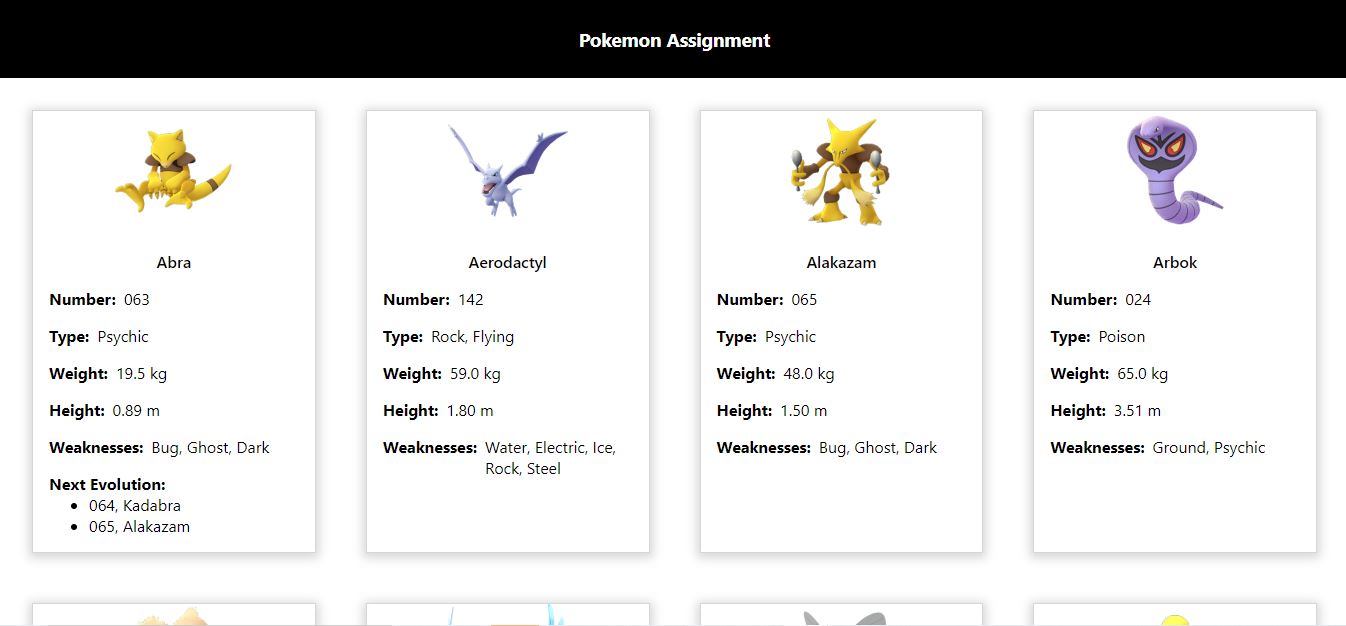 Pokemon Assignment
Abra
Number: 063
Type: Psychic
Weight: 19.5 kg
Height: 0.89 m
Weaknesses: Bug, Ghost, Dark
Next Evolution:
• 064, Kadabra
• 065, Alakazam
Aerodactyl
Number: 142
Type: Rock, Flying
Weight: 59.0 kg
Height: 1.80 m
Weaknesses: Water, Electric, Ice,
Rock, Steel
Alakazam
Number: 065
Type: Psychic
Weight: 48.0 kg
Height: 1.50 m
Weaknesses: Bug, Ghost, Dark
Arbok
Number: 024
Type: Poison
Weight: 65.0 kg
Height: 3.51 m
Weaknesses: Ground, Psychic